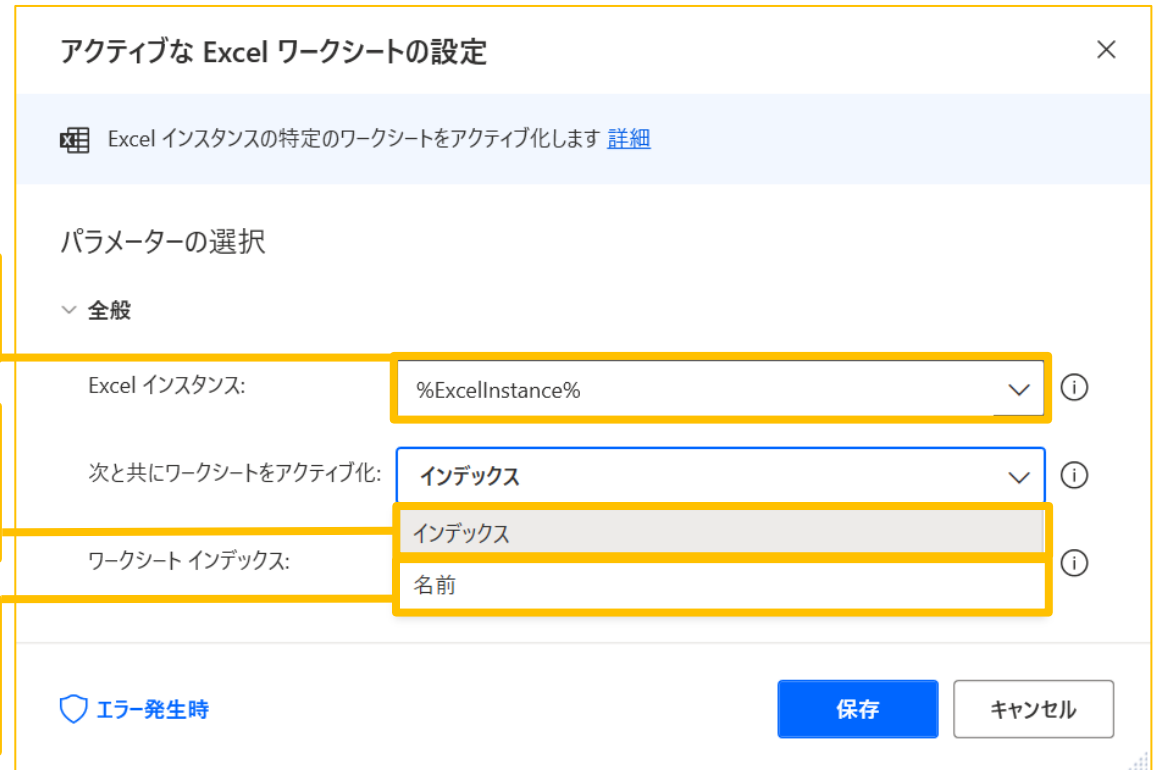 アクティブな Excel ワークシートの設定
Excel インスタンスの特定のワークシートをアクティブ化します 詳細
パラメーターの選択
全般
Excel インスタンス:
%ExcelInstance%
次と共にワークシートをアクティブ化:
インデックス
インデックス
ワークシート インデックス:
名前
エラー発生時
保存
キャンセル